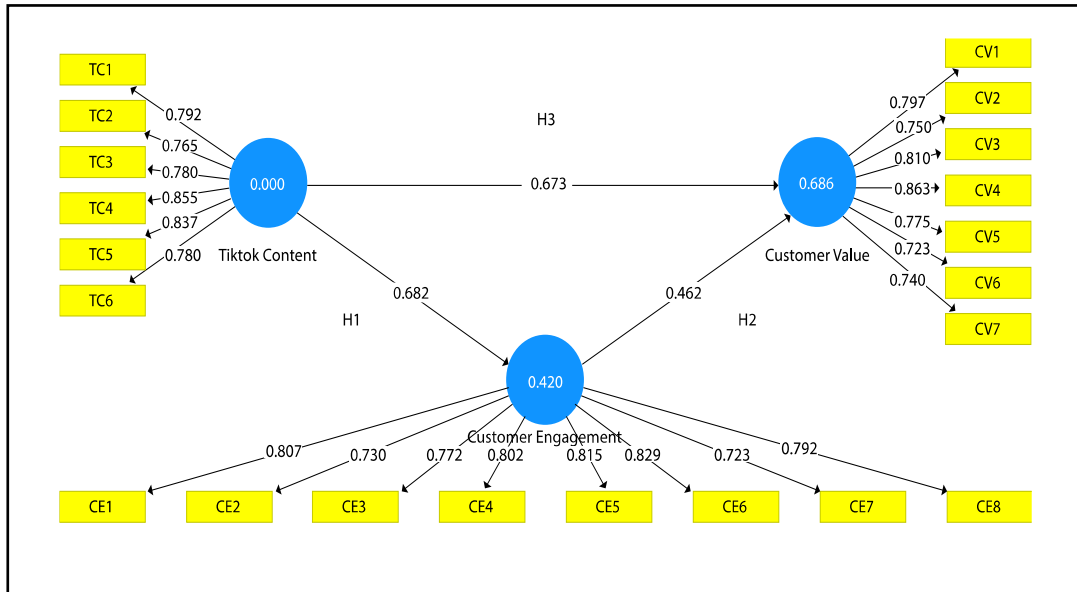 TC1
TC2
TC3
TC4
TC5
TC6
0.792
0.765
0.780
0.855
0.837
0.780
0.000
Tiktok Content
H3
0.673
0.686
Customer Value
0.797
0.750
0.810
0.863
0.775
0.723
0.740
CV1
CV2
CV3
CV4
CV5
CV6
CV7
0.682
H1
0.462
H2
0.420
Customer Engagement
0.807
0.730
0.772
0.802
0.815
0.829
0.723
0.792
CE1
CE2
CE3
CE4
CE5
CE6
CE7
CE8